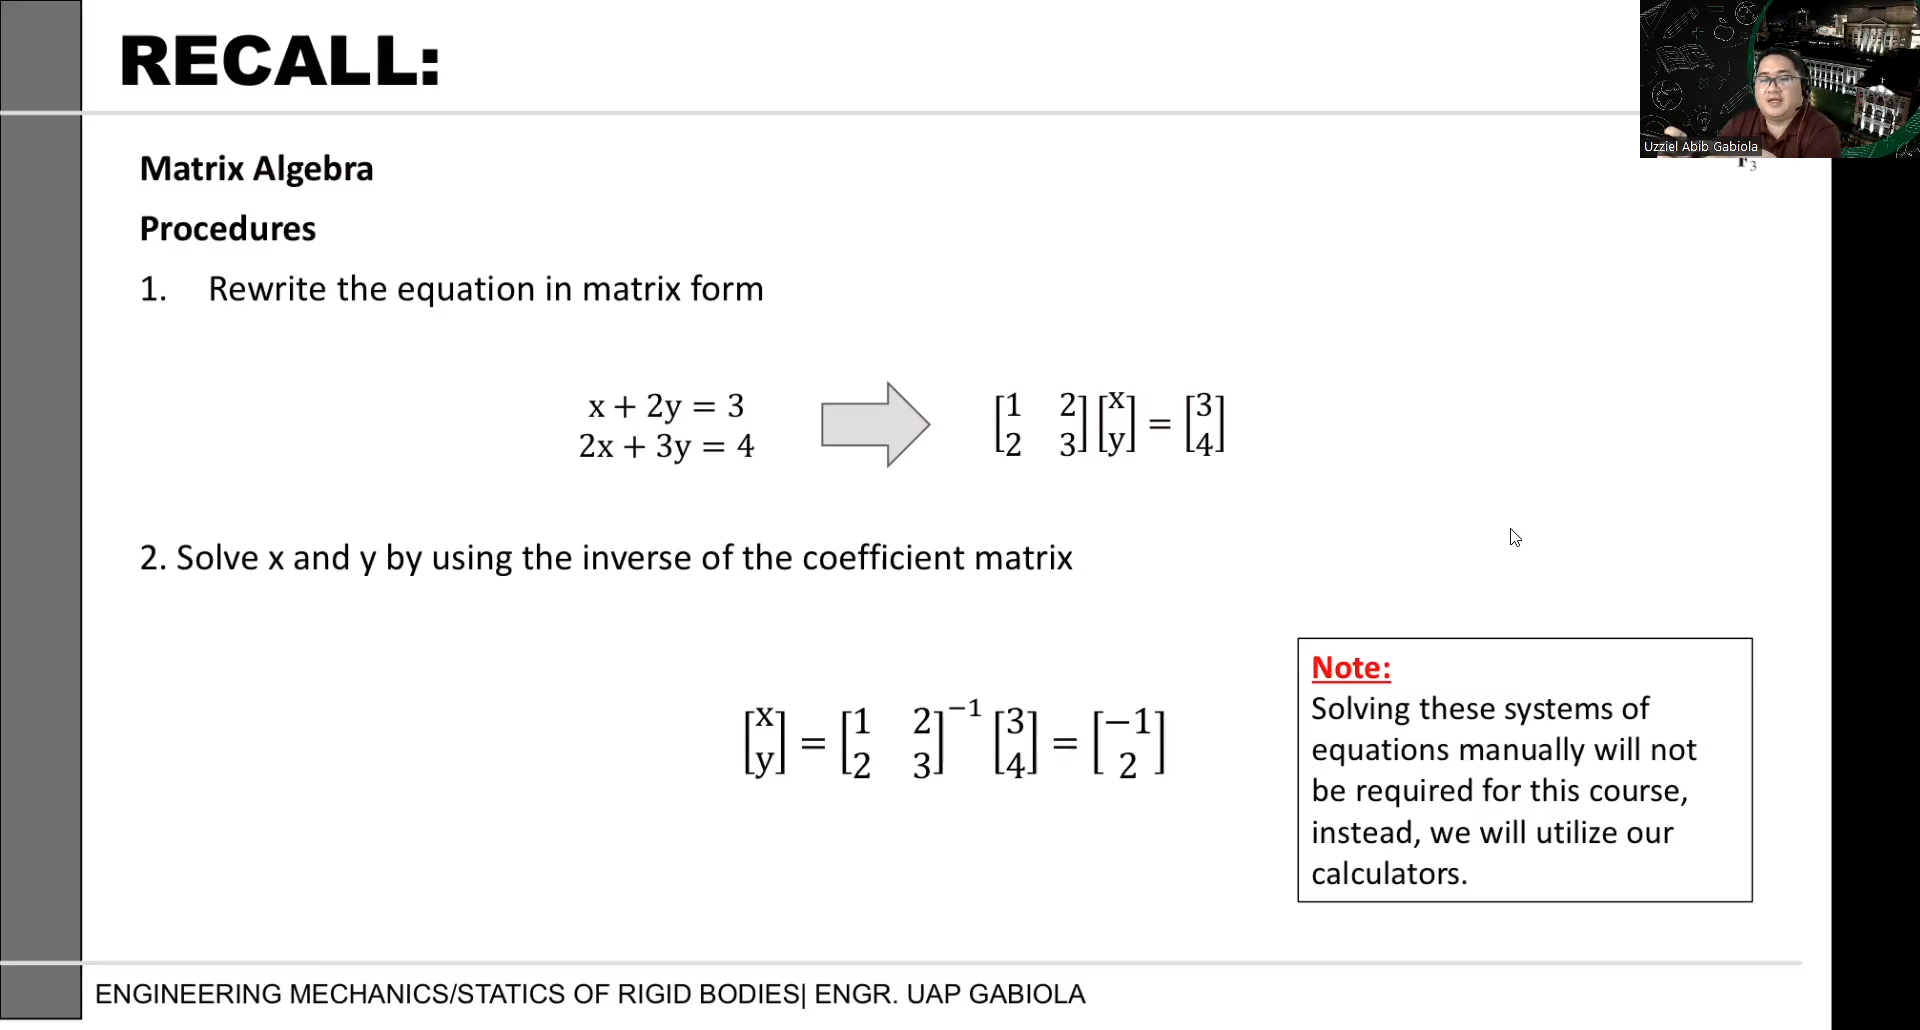 RECALL:
Uzziel Abib Gabiola
F₃
Matrix Algebra
Procedures
1. Rewrite the equation in matrix form
x + 2y = 3
2x + 3y = 4
[1 2] [x] = [3]
[2 3] [y] [4]
2. Solve x and y by using the inverse of the coefficient matrix
[x] = [1 2]⁻¹ [3] = [−1]
[y] [2 3] [4] [2]
Note:
Solving these systems of
equations manually will not
be required for this course,
instead, we will utilize our
calculators.
ENGINEERING MECHANICS/STATICS OF RIGID BODIES| ENGR. UAP GABIOLA